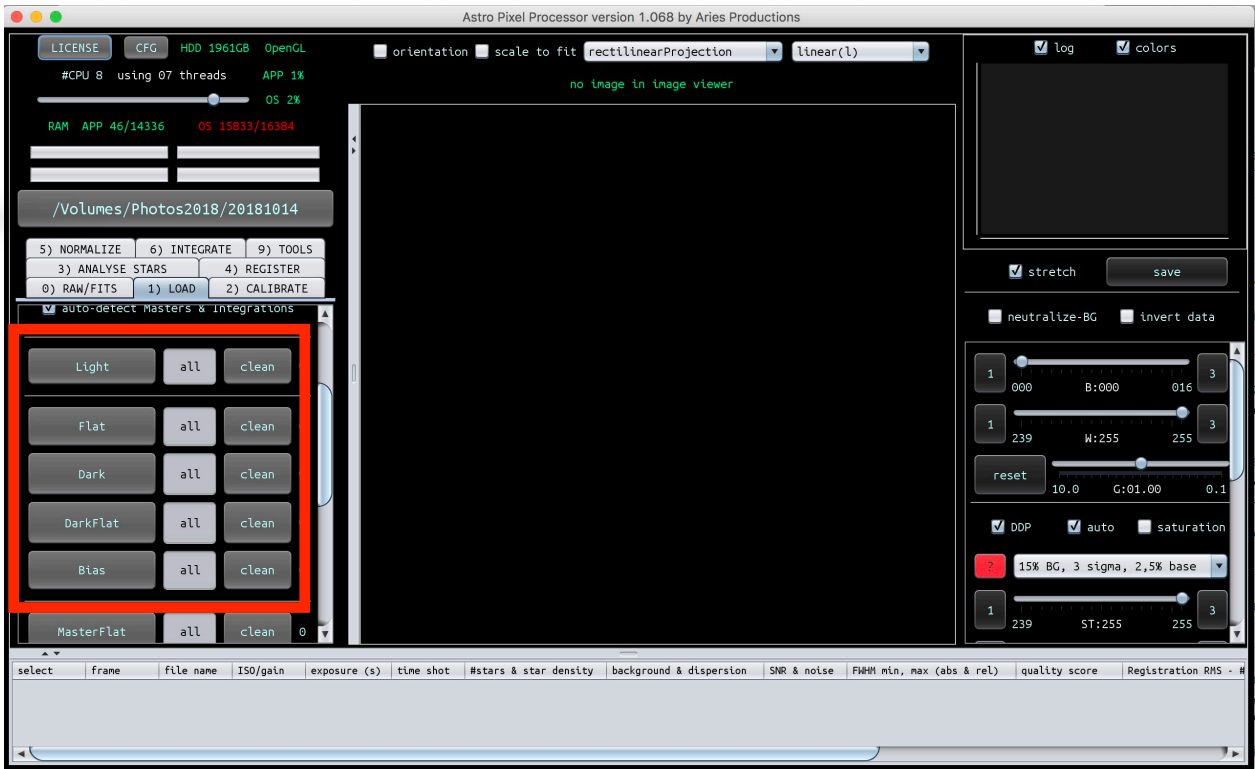 Astro Pixel Processor version 1.068 by Aries Productions
LICENSE CFG HDD 1961GB OpenGL
#CPU 8 using 07 threads APP 1%
OS 2%
RAM APP 46/14336 OS 15833/16384
/Volumes/Photos2018/20181014
5) NORMALIZE 6) INTEGRATE 9) TOOLS
3) ANALYSE STARS 4) REGISTER
0) RAW/FITS 1) LOAD 2) CALIBRATE
auto-detect Masters & Integrations
Light all clean
Flat all clean
Dark all clean
DarkFlat all clean
Bias all clean
MasterFlat all clean 0
orientation scale to fit rectilinearProjection linear(l)
no image in image viewer
log colors
stretch save
neutralize-BG invert data
1 3
000 B:000 016
1 3
239 W:255 255
reset
10.0 G:01.00 0.1
DDP auto saturation
? 15% BG, 3 sigma, 2,5% base
1 3
239 ST:255 255
select frame file name ISO/gain exposure (s) time shot #stars & star density background & dispersion SNR & noise FWHM min, max (abs & rel) quality score Registration RMS - #